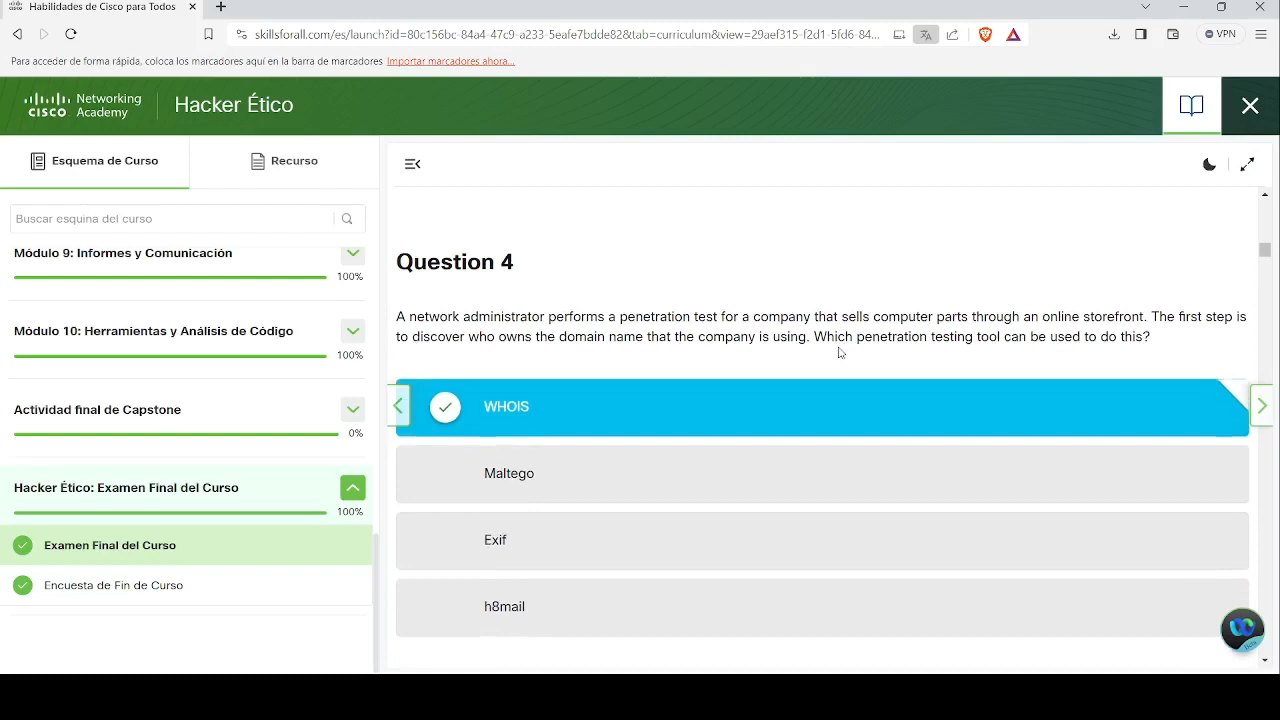 Habilidades de Cisco para Todos
skillsforall.com/es/launch?id=80c156bc-84a4-47c9-a233-5eafe7bdde82&tab=curriculum&view=29aef315-f2d1-5fd6-84...
VPN
Para acceder de forma rápida, coloca los marcadores aquí en la barra de marcadores Importar marcadores ahora...
cisco Networking Academy
Hacker Ético
Esquema de Curso
Recurso
Buscar esquina del curso
Módulo 9: Informes y Comunicación
100%
Módulo 10: Herramientas y Análisis de Código
100%
Actividad final de Capstone
0%
Hacker Ético: Examen Final del Curso
100%
Examen Final del Curso
Encuesta de Fin de Curso
Question 4
A network administrator performs a penetration test for a company that sells computer parts through an online storefront. The first step is
to discover who owns the domain name that the company is using. Which penetration testing tool can be used to do this?
WHOIS
Maltego
Exif
h8mail
Beta